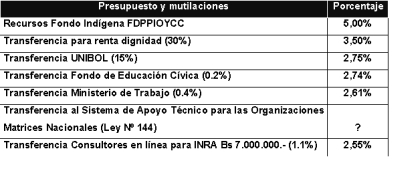 Presupuesto y mutilaciones Porcentaje
Recursos Fondo Indígena FDPPIOYCC 5,00%
Transferencia para renta dignidad (30%) 3,50%
Transferencia UNIBOL (15%) 2,75%
Transferencia Fondo de Educación Cívica (0.2%) 2,74%
Transferencia Ministerio de Trabajo (0.4%) 2,61%
Transferencia al Sistema de Apoyo Técnico para las Organizaciones
Matrices Nacionales (Ley Nº 144) ?
Transferencia Consultores en línea para INRA Bs 7.000.000.- (1.1%) 2,55%